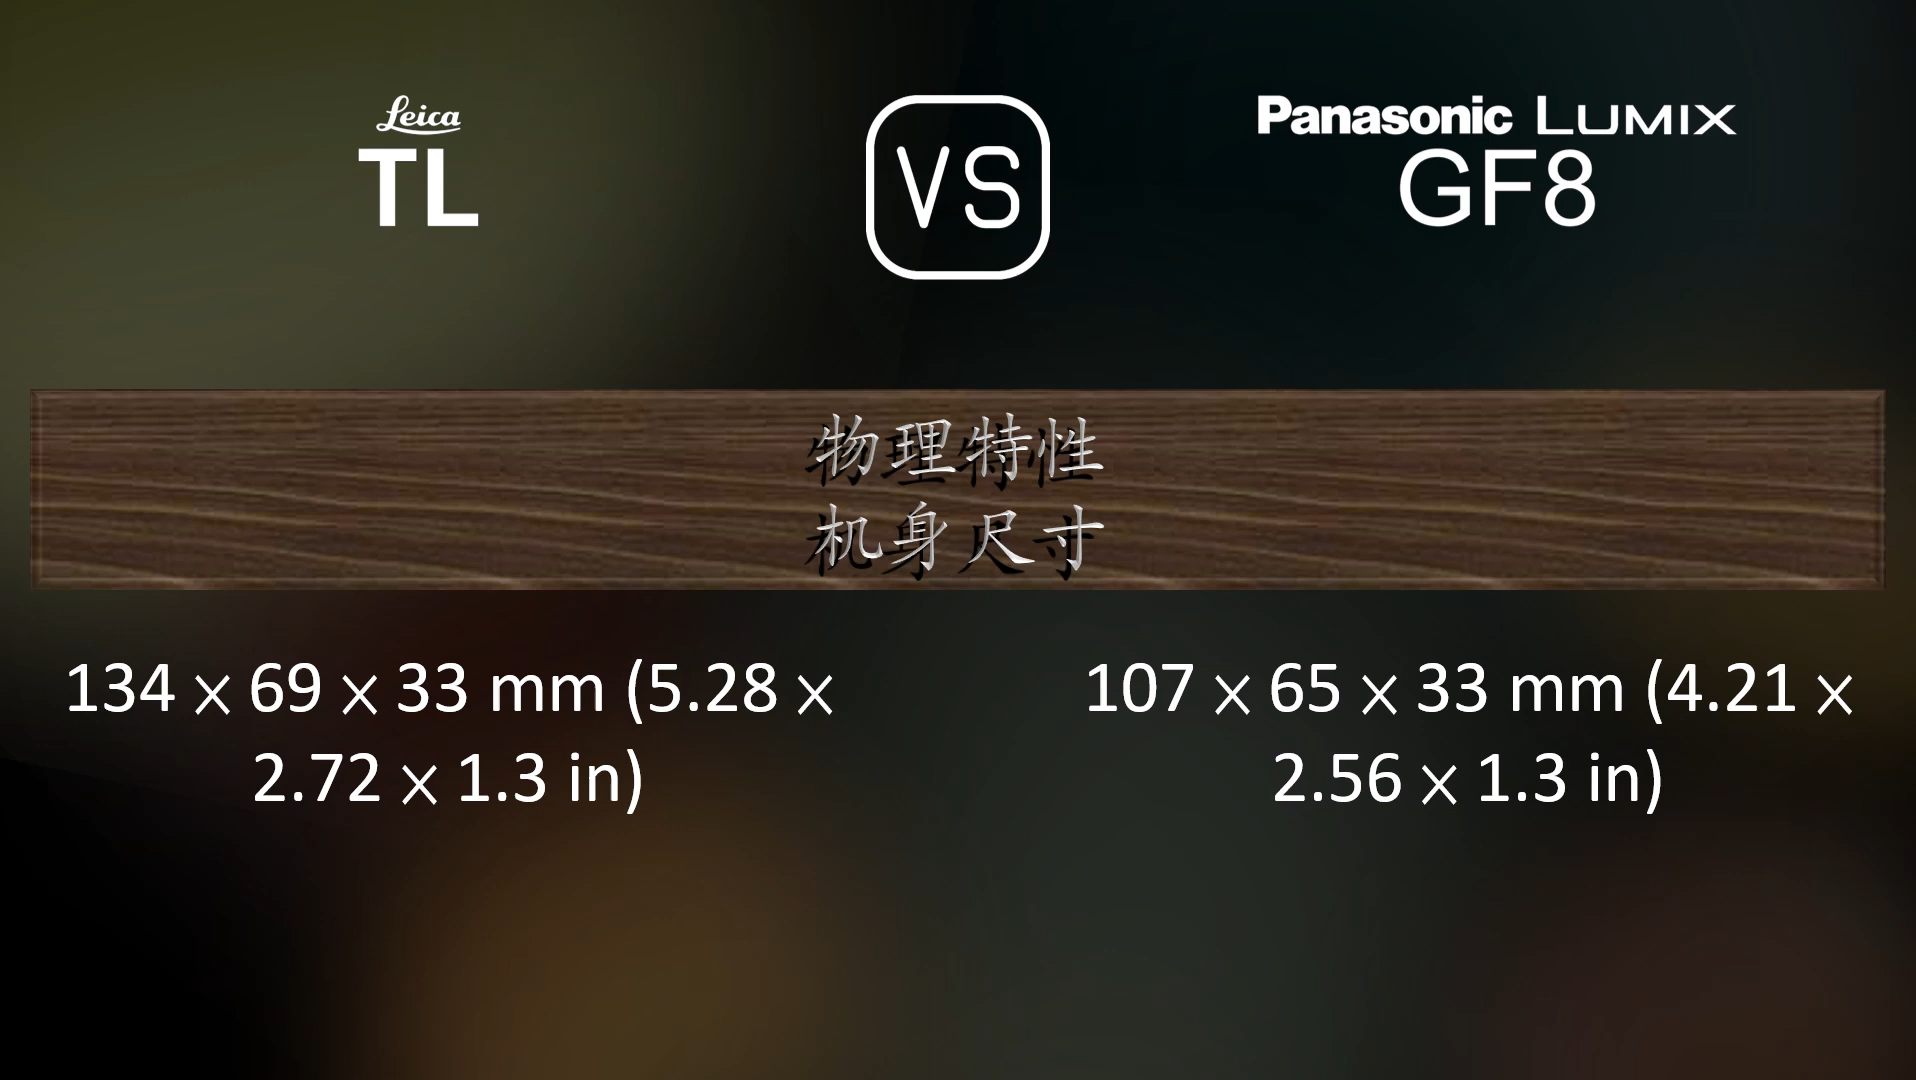 Leica
TL
VS
Panasonic LUMIX
GF8
物理特性
机身尺寸
134 x 69 x 33 mm (5.28 x
2.72 x 1.3 in)
107 x 65 x 33 mm (4.21 x
2.56 x 1.3 in)